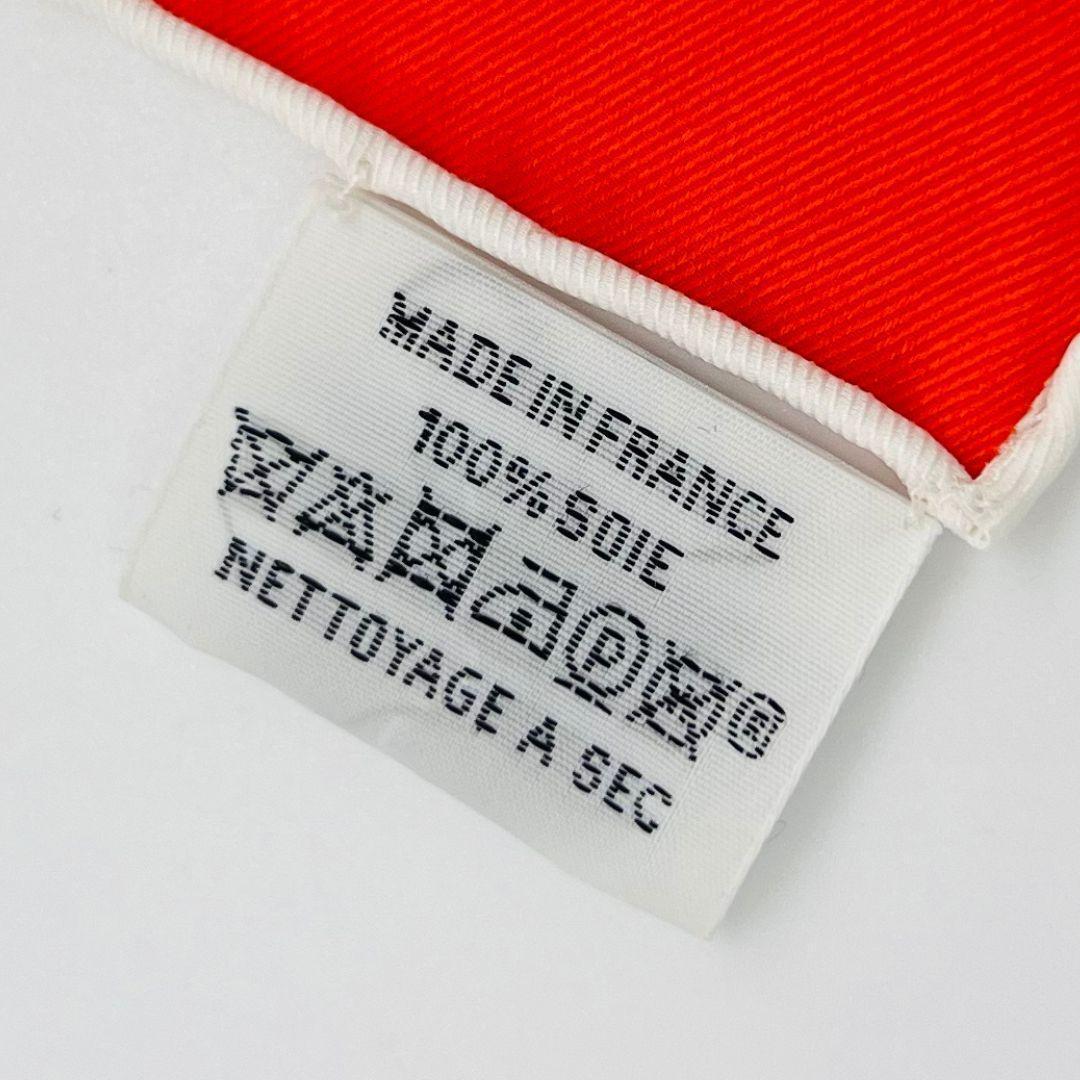 MADE IN FRANCE
100% SOIE
P
NETTOYAGE A SEC